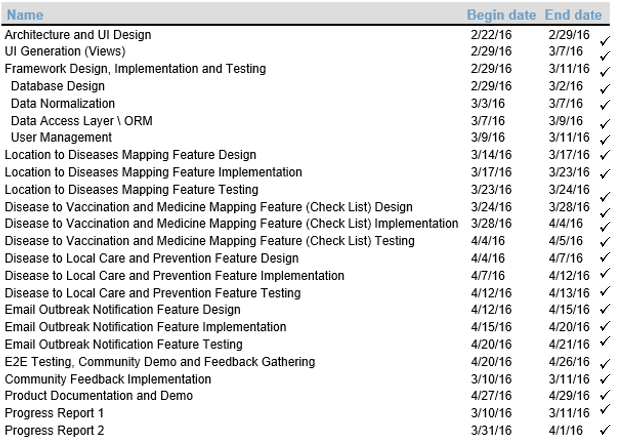 Name Begin date End date
Architecture and UI Design 2/22/16 2/29/16 ✓
UI Generation (Views) 2/29/16 3/7/16 ✓
Framework Design, Implementation and Testing 2/29/16 3/11/16 ✓
Database Design 2/29/16 3/2/16 ✓
Data Normalization 3/3/16 3/7/16 ✓
Data Access Layer \ ORM 3/7/16 3/9/16 ✓
User Management 3/9/16 3/11/16 ✓
Location to Diseases Mapping Feature Design 3/14/16 3/17/16 ✓
Location to Diseases Mapping Feature Implementation 3/17/16 3/23/16 ✓
Location to Diseases Mapping Feature Testing 3/23/16 3/24/16 ✓
Disease to Vaccination and Medicine Mapping Feature (Check List) Design 3/24/16 3/28/16 ✓
Disease to Vaccination and Medicine Mapping Feature (Check List) Implementation 3/28/16 4/4/16 ✓
Disease to Vaccination and Medicine Mapping Feature (Check List) Testing 4/4/16 4/5/16 ✓
Disease to Local Care and Prevention Feature Design 4/4/16 4/7/16 ✓
Disease to Local Care and Prevention Feature Implementation 4/7/16 4/12/16 ✓
Disease to Local Care and Prevention Feature Testing 4/12/16 4/13/16 ✓
Email Outbreak Notification Feature Design 4/12/16 4/15/16 ✓
Email Outbreak Notification Feature Implementation 4/15/16 4/20/16 ✓
Email Outbreak Notification Feature Testing 4/20/16 4/21/16 ✓
E2E Testing, Community Demo and Feedback Gathering 4/20/16 4/26/16 ✓
Community Feedback Implementation 3/10/16 3/11/16 ✓
Product Documentation and Demo 4/27/16 4/29/16 ✓
Progress Report 1 3/10/16 3/11/16 ✓
Progress Report 2 3/31/16 4/1/16 ✓